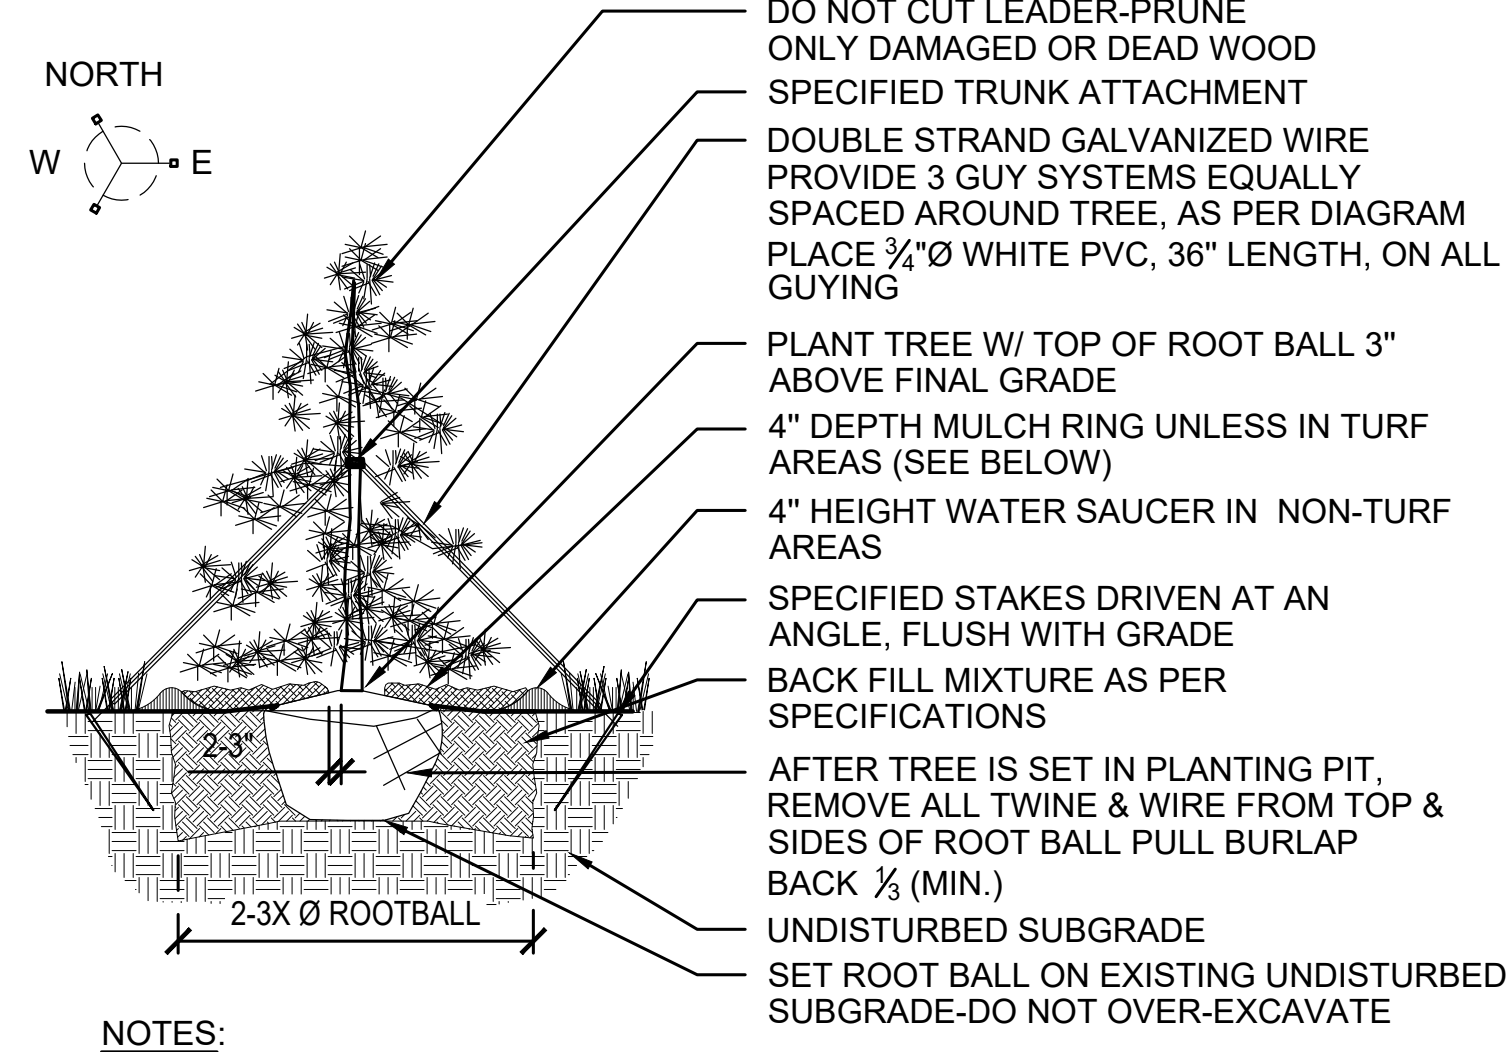 DO NOT CUT LEADER-PRUNE
ONLY DAMAGED OR DEAD WOOD
NORTH
W
E
SPECIFIED TRUNK ATTACHMENT
DOUBLE STRAND GALVANIZED WIRE
PROVIDE 3 GUY SYSTEMS EQUALLY
SPACED AROUND TREE, AS PER DIAGRAM
PLACE ¾"Ø WHITE PVC, 36" LENGTH, ON ALL
GUYING
PLANT TREE W/ TOP OF ROOT BALL 3"
ABOVE FINAL GRADE
4" DEPTH MULCH RING UNLESS IN TURF
AREAS (SEE BELOW)
4" HEIGHT WATER SAUCER IN NON-TURF
AREAS
SPECIFIED STAKES DRIVEN AT AN
ANGLE, FLUSH WITH GRADE
BACK FILL MIXTURE AS PER
SPECIFICATIONS
2-3"
AFTER TREE IS SET IN PLANTING PIT,
REMOVE ALL TWINE & WIRE FROM TOP &
SIDES OF ROOT BALL PULL BURLAP
BACK ⅓ (MIN.)
2-3X Ø ROOTBALL
UNDISTURBED SUBGRADE
SET ROOT BALL ON EXISTING UNDISTURBED
SUBGRADE-DO NOT OVER-EXCAVATE
NOTES: